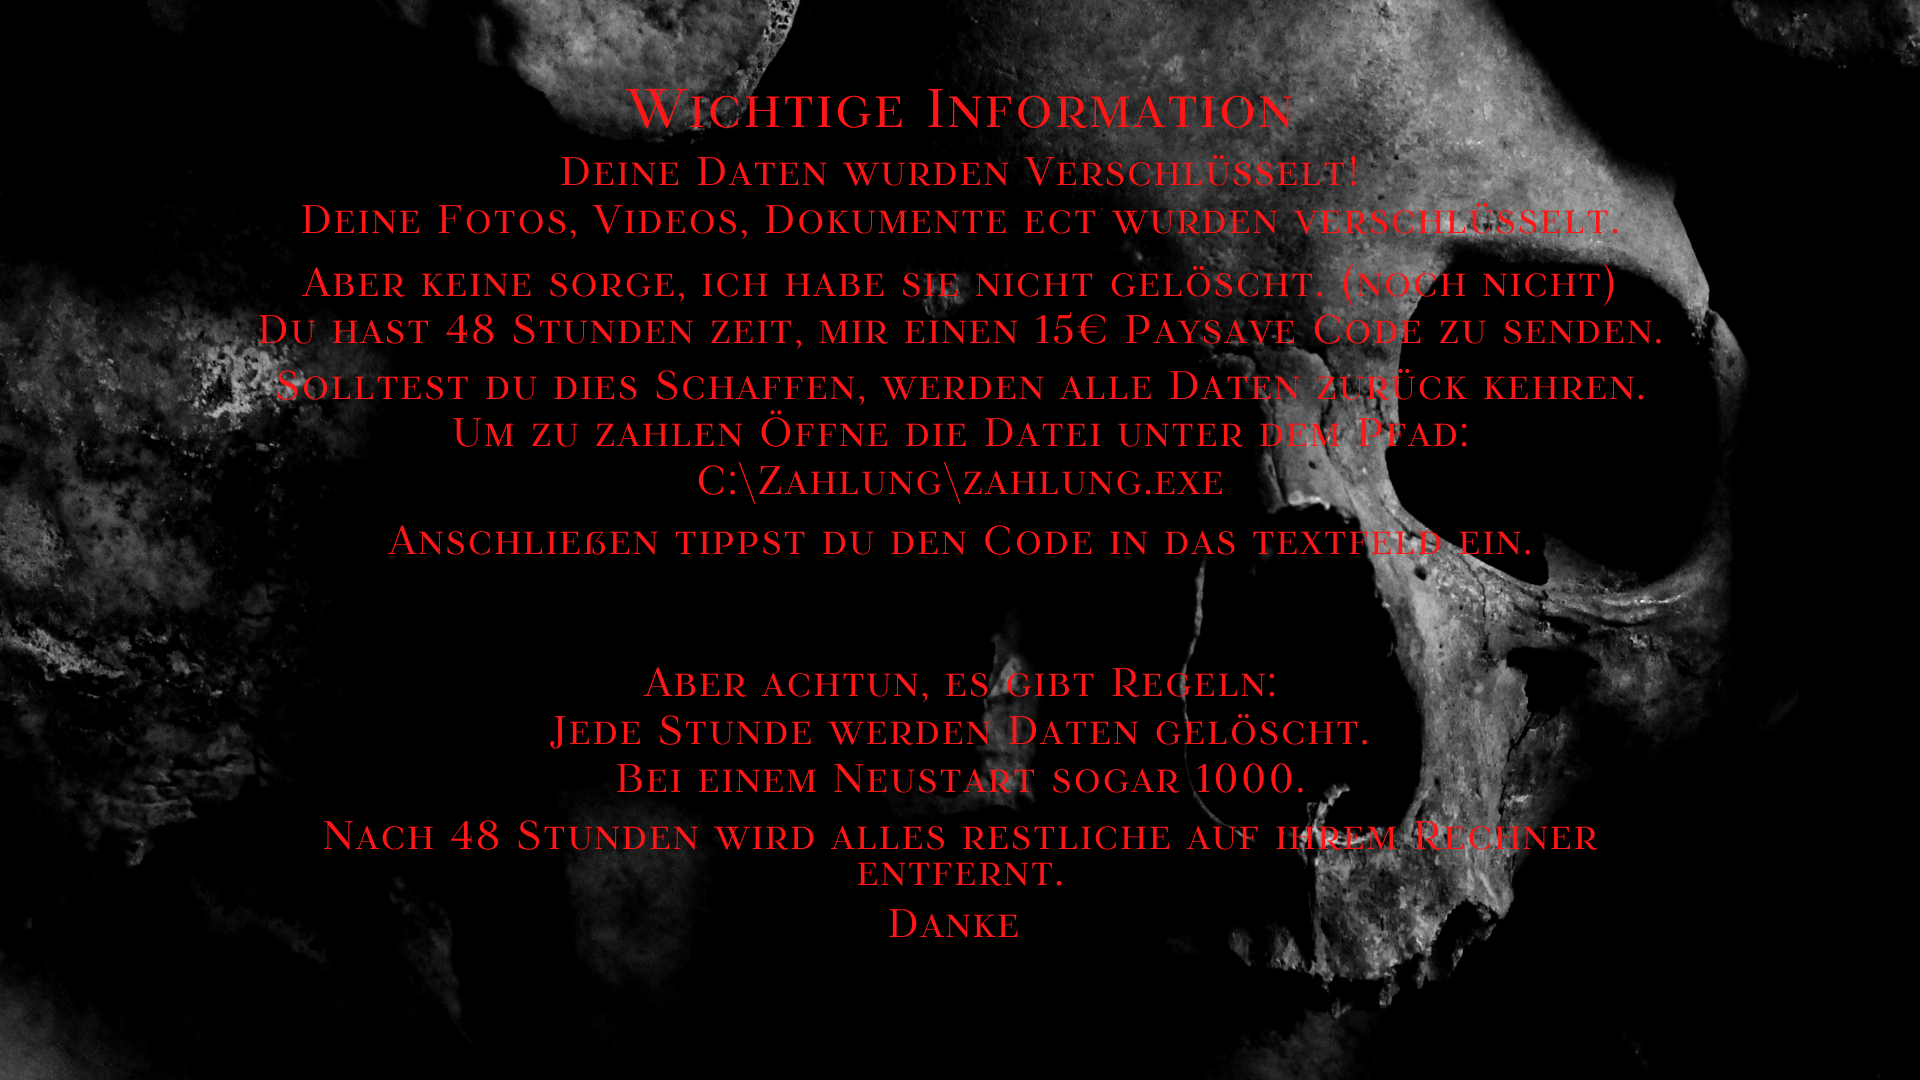 Wichtige Information
Deine Daten wurden Verschlüsselt!
Deine Fotos, Videos, Dokumente ect wurden verschlüsselt.
Aber keine sorge, ich habe sie nicht gelöscht. (noch nicht)
Du hast 48 Stunden zeit, mir einen 15€ Paysave Code zu senden.
Solltest du dies Schaffen, werden alle Daten zurück kehren.
Um zu zahlen Öffne die Datei unter dem Pfad:
C:\Zahlung\zahlung.exe
Anschließen tippst du den Code in das textfeld ein.
Aber achtun, es gibt Regeln:
Jede Stunde werden Daten gelöscht.
Bei einem Neustart sogar 1000.
Nach 48 Stunden wird alles restliche auf ihrem Rechner
entfernt.
Danke